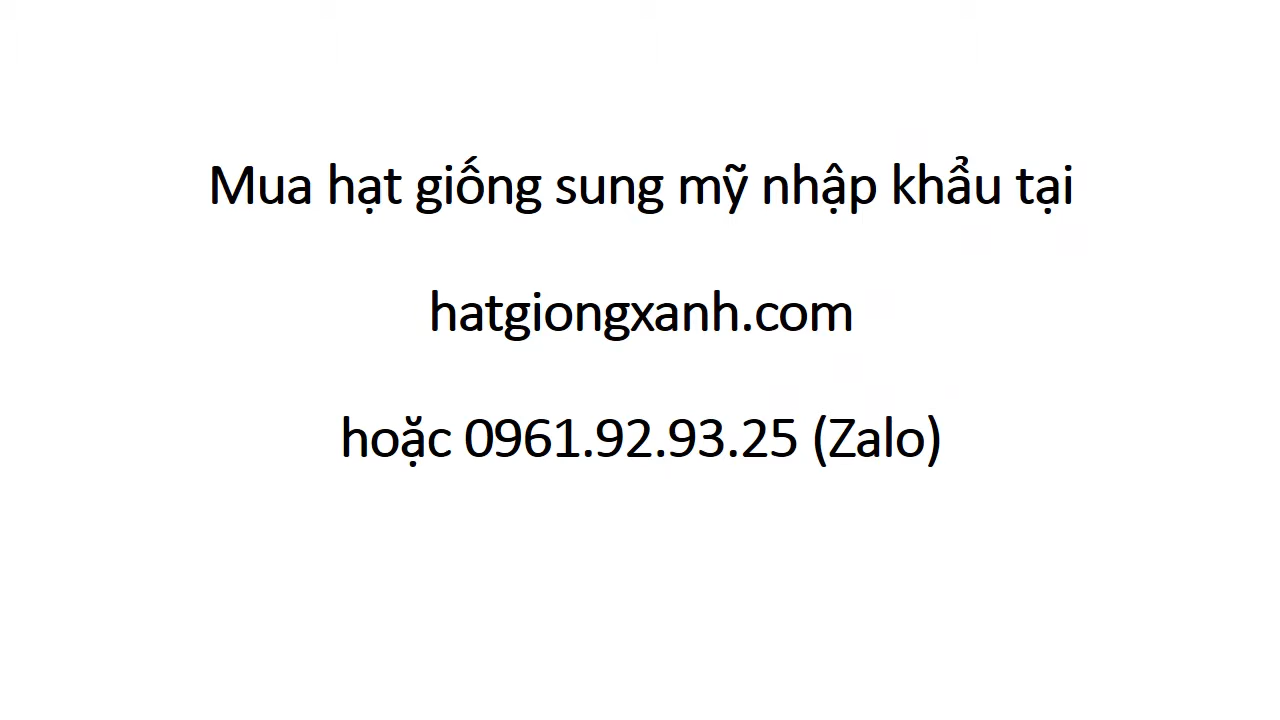 Mua hạt giống sung mỹ nhập khẩu tại
hatgiongxanh.com
hoặc 0961.92.93.25 (Zalo)